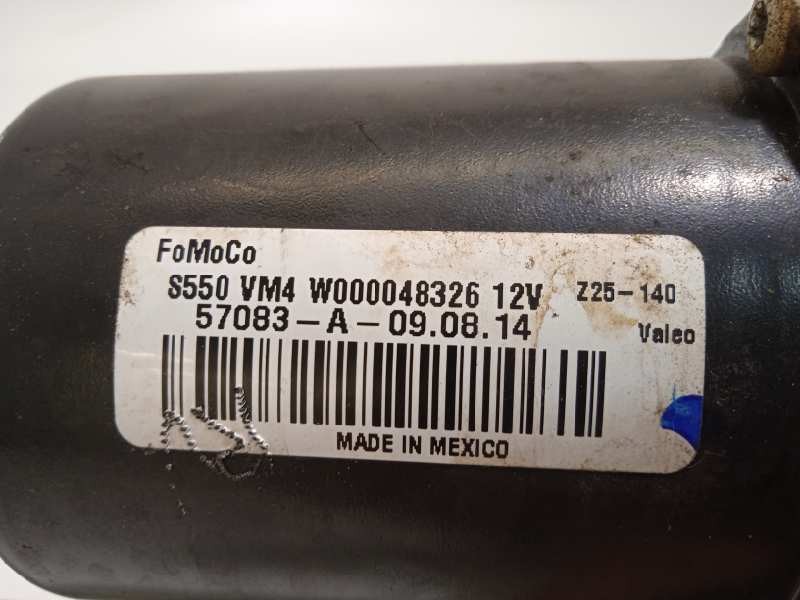 FoMoCo
S550 VM4 W000048326 12V Z25-140
57083-A-09.08.14 Valeo
MADE IN MEXICO